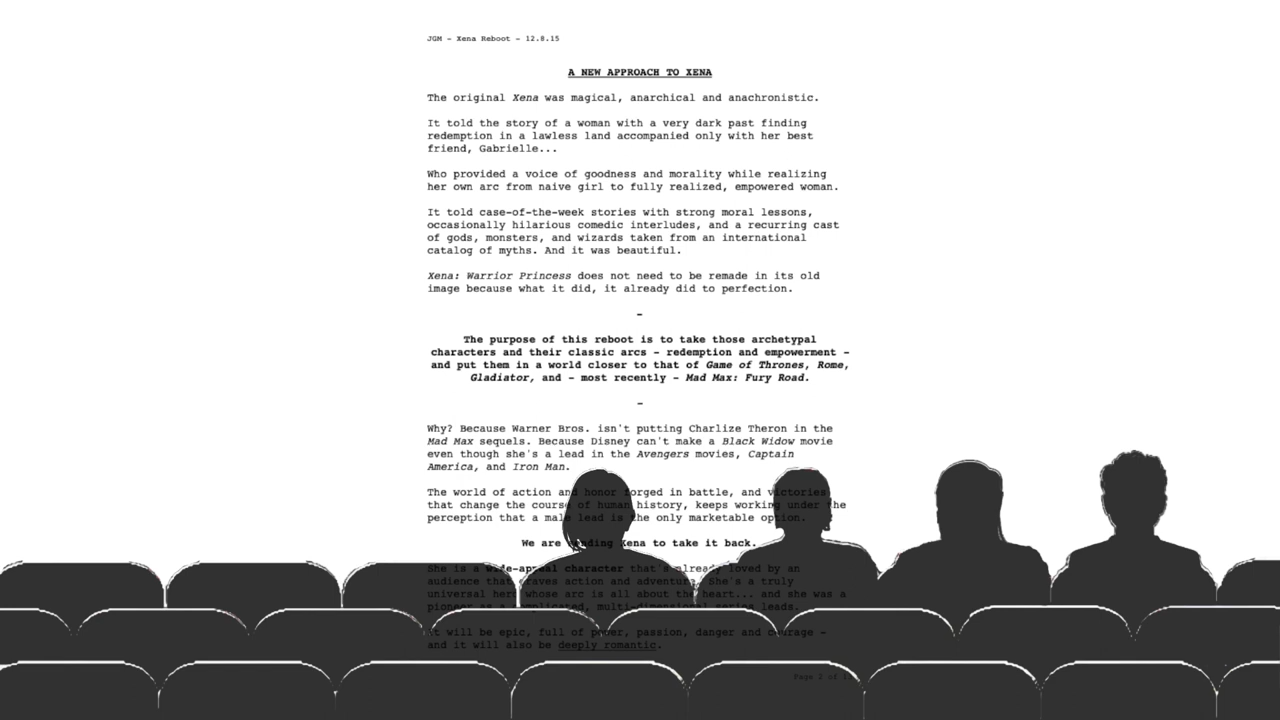 JGM - Xena Reboot - 12.8.15
A NEW APPROACH TO XENA
The original Xena was magical, anarchical and anachronistic.
It told the story of a woman with a very dark past finding
redemption in a lawless land accompanied only with her best
friend, Gabrielle...
Who provided a voice of goodness and morality while realizing
her own arc from naive girl to fully realized, empowered woman.
It told case-of-the-week stories with strong moral lessons,
occasionally hilarious comedic interludes, and a recurring cast
of gods, monsters, and wizards taken from an international
catalog of myths. And it was beautiful.
Xena: Warrior Princess does not need to be remade in its old
image because what it did, it already did to perfection.
-
The purpose of this reboot is to take those archetypal
characters and their classic arcs - redemption and empowerment -
and put them in a world closer to that of Game of Thrones, Rome,
Gladiator, and - most recently - Mad Max: Fury Road.
-
Why? Because Warner Bros. isn't putting Charlize Theron in the
Mad Max sequels. Because Disney can't make a Black Widow movie
even though she's a lead in the Avengers movies, Captain
America, and Iron Man.
The world of action and honor forged in battle, and victories
that change the course of human history, keeps working under the
perception that a male lead is the only marketable option.
We are Xena to take it back.
She is a wide-appeal character that's already loved by an
audience that craves action and adventure. She's a truly
universal hero whose arc is all about the heart... and she was a
pioneer as a complicated, multi-dimensional series leads.
It will be epic, full of power, passion, danger and courage -
and it will also be deeply romantic.
Page 2 of